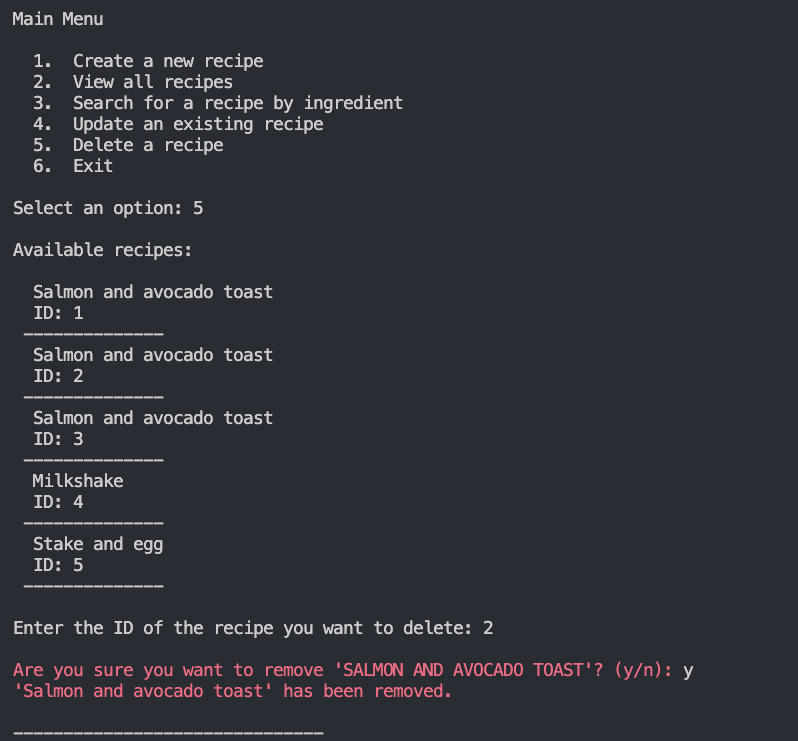 Main Menu
1. Create a new recipe
2. View all recipes
3. Search for a recipe by ingredient
4. Update an existing recipe
5. Delete a recipe
6. Exit
Select an option: 5
Available recipes:
Salmon and avocado toast
ID: 1
--------------
Salmon and avocado toast
ID: 2
--------------
Salmon and avocado toast
ID: 3
--------------
Milkshake
ID: 4
--------------
Stake and egg
ID: 5
--------------
Enter the ID of the recipe you want to delete: 2
Are you sure you want to remove 'SALMON AND AVOCADO TOAST'? (y/n): y
'Salmon and avocado toast' has been removed.
-------------------------------